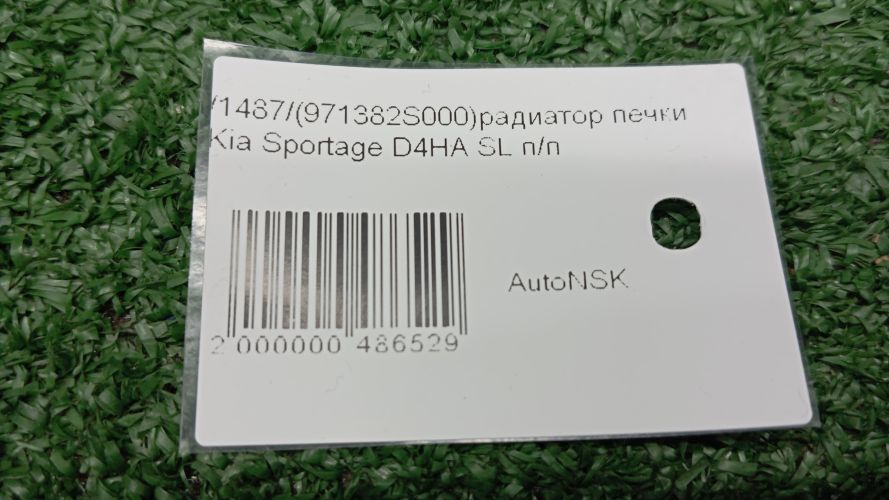 /1487/(971382S000)радиатор печки
Kia Sportage D4HA SL п/п
AutoNSK
2 000000 486529